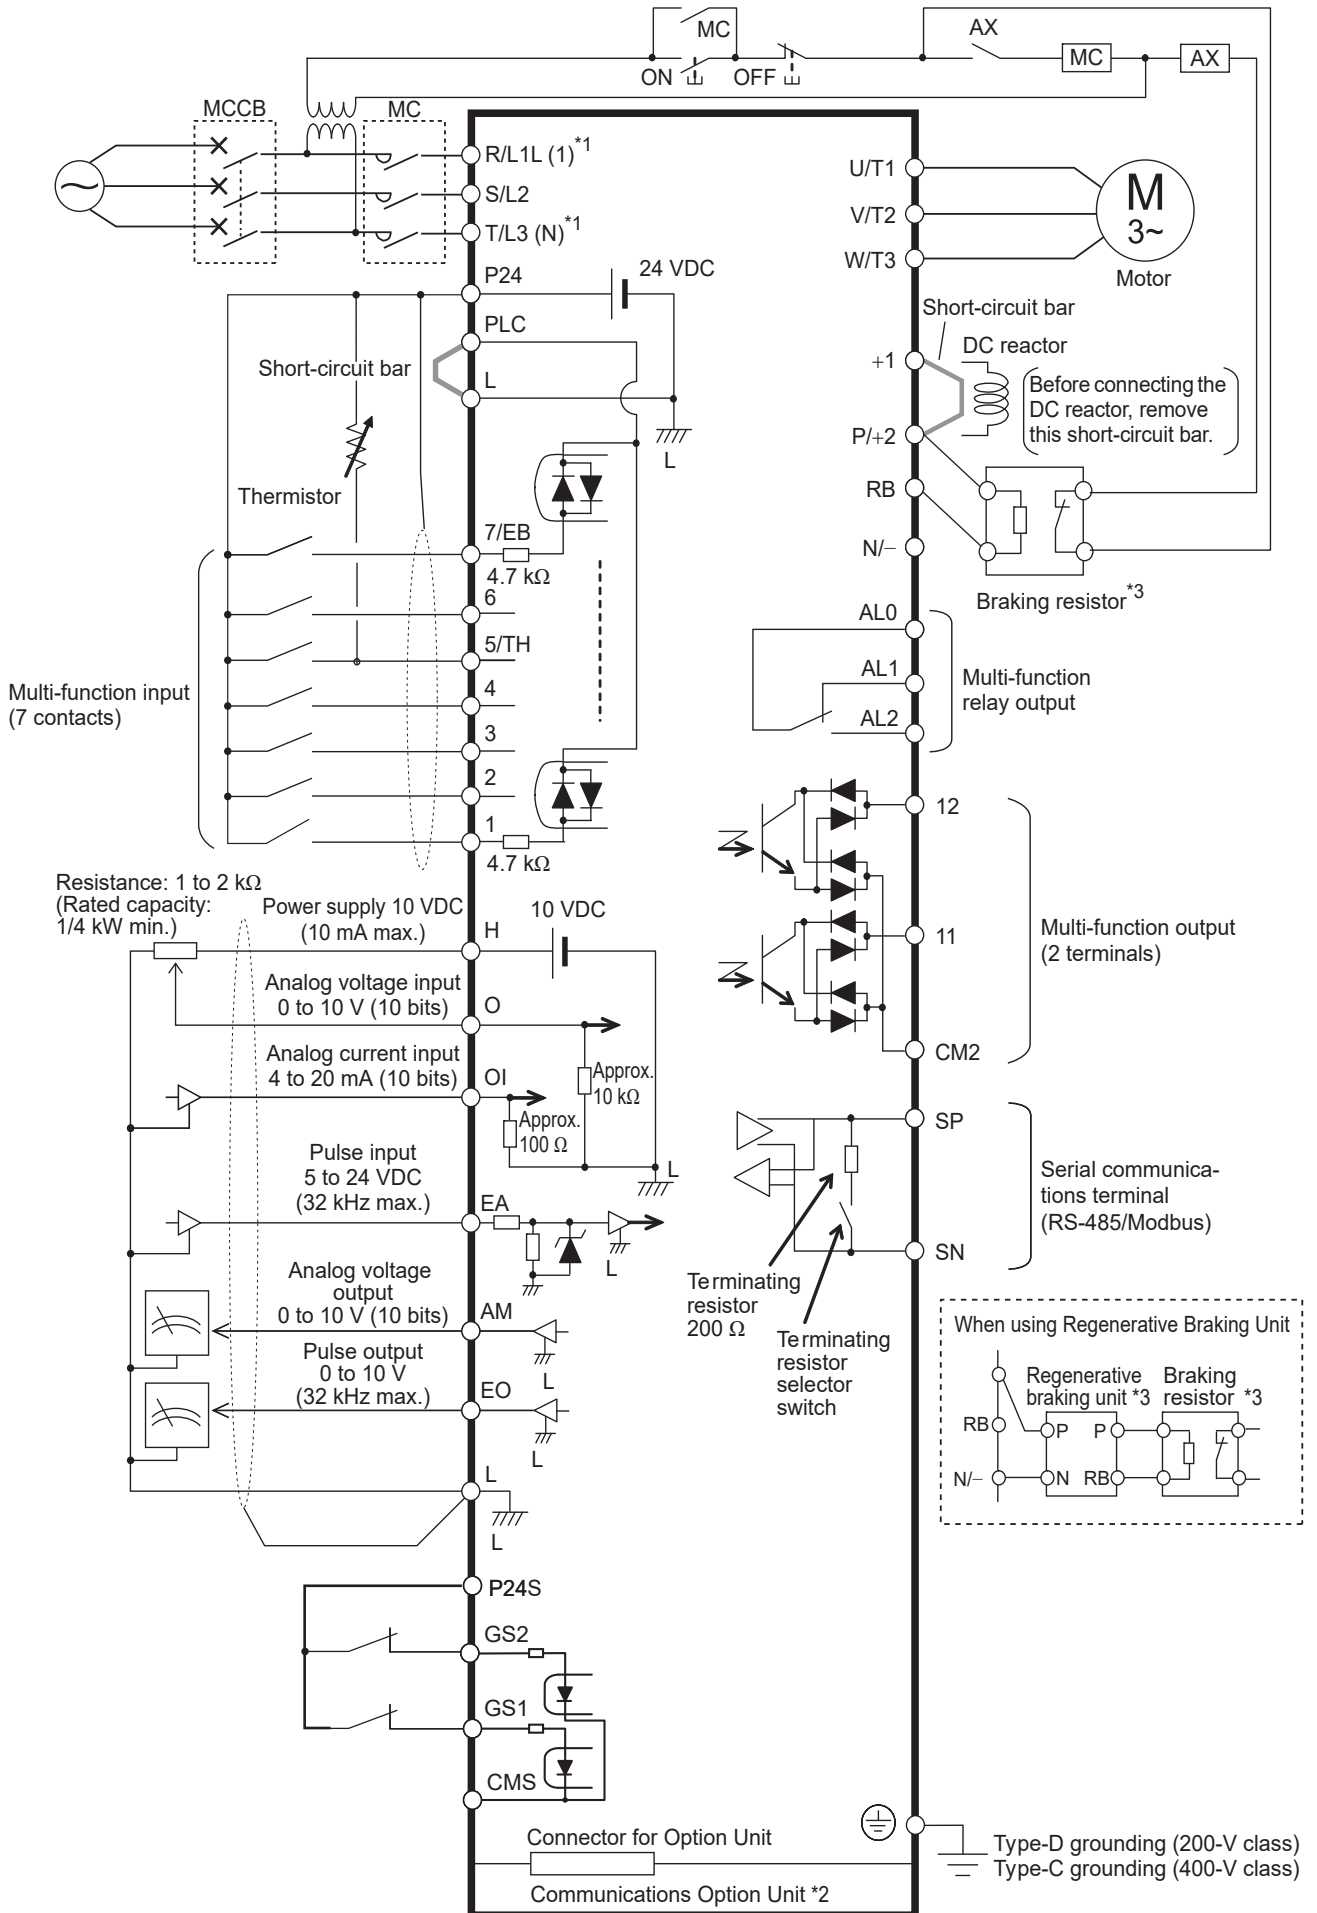 MC
AX
ON
OFF
MC
AX
MCCB
MC
R/L1L (1)*1
S/L2
T/L3 (N)*1
U/T1
V/T2
W/T3
M
3~
Motor
P24
24 VDC
PLC
Short-circuit bar
L
L
Thermistor
Short-circuit bar
DC reactor
+1
Before connecting the
DC reactor, remove
this short-circuit bar.
P/+2
RB
N/−
Braking resistor*3
7/EB
4.7 kΩ
6
5/TH
4
3
2
1
4.7 kΩ
Multi-function input
(7 contacts)
AL0
AL1
AL2
Multi-function
relay output
12
11
CM2
Multi-function output
(2 terminals)
Resistance: 1 to 2 kΩ
(Rated capacity:
1/4 kW min.)
Power supply 10 VDC
(10 mA max.)
H
10 VDC
Analog voltage input
0 to 10 V (10 bits)
O
Analog current input
4 to 20 mA (10 bits)
OI
Approx.
10 kΩ
Approx.
100 Ω
L
Pulse input
5 to 24 VDC
(32 kHz max.)
EA
L
Analog voltage
output
0 to 10 V (10 bits)
AM
L
Pulse output
0 to 10 V
(32 kHz max.)
EO
L
L
L
SP
SN
Serial communica-
tions terminal
(RS-485/Modbus)
Terminating
resistor
200 Ω
Terminating
resistor
selector
switch
When using Regenerative Braking Unit
Regenerative
braking unit *3
Braking
resistor *3
RB
P
P
N/−
N
RB
P24S
GS2
GS1
CMS
Connector for Option Unit
Communications Option Unit *2
Type-D grounding (200-V class)
Type-C grounding (400-V class)